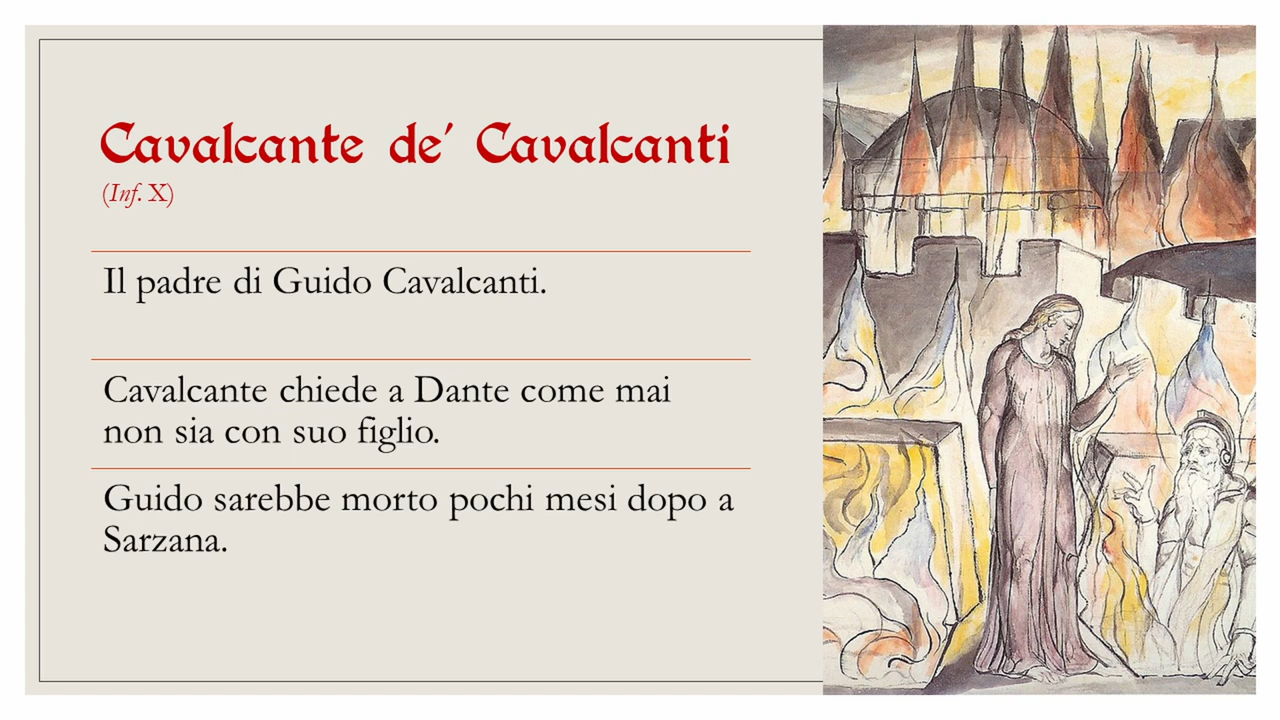 Cavalcante de' Cavalcanti
(Inf. X)
Il padre di Guido Cavalcanti.
Cavalcante chiede a Dante come mai
non sia con suo figlio.
Guido sarebbe morto pochi mesi dopo a
Sarzana.